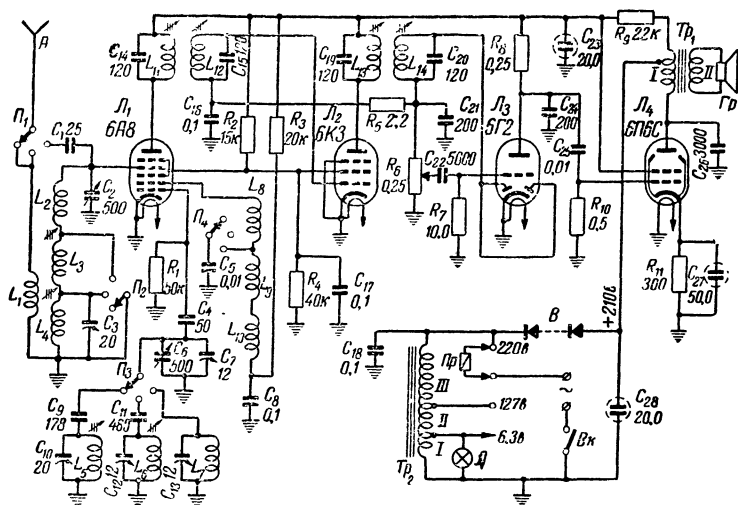 А
П₁
C₁ 25
C₂
500
L₂
L₃
L₁
L₄
C₃
20
П₂
C₁₄
120
L₁₁
L₁₂
C₁₅ 120
Л₁
6А8
C₁₆
0,1
R₂
15к
R₃
20к
R₁
50к
C₄
50
П₄
C₅
0,01
L₈
L₉
L₁₃
C₈
0,1
П₃
C₆
500
C₇
12
C₉
178
C₁₁
460
C₁₀
20
L₅
C₁₂ 12
L₆
C₁₃ 12
L₇
C₁₉
120
L₁₃
L₁₄
C₂₀
120
Л₂
6К3
R₅ 2,2
R₄
40к
C₁₇
0,1
C₂₁
200
R₆
0,25
C₂₂ 5000
R₇
10,0
R₈
0,25
Л₃
6Г2
C₂₃
20,0
C₂₄
200
C₂₅
0,01
R₁₀
0,5
R₉ 22к
Тр₁
I
II
Гр
Л₄
6П6С
C₂₆ 3000
R₁₁
300
C₂₇
50,0
+210в
C₁₈
0,1
В
Пр
220в
III
127в
II
6,3в
I
Л
Тр₂
~
Вк
C₂₈
20,0